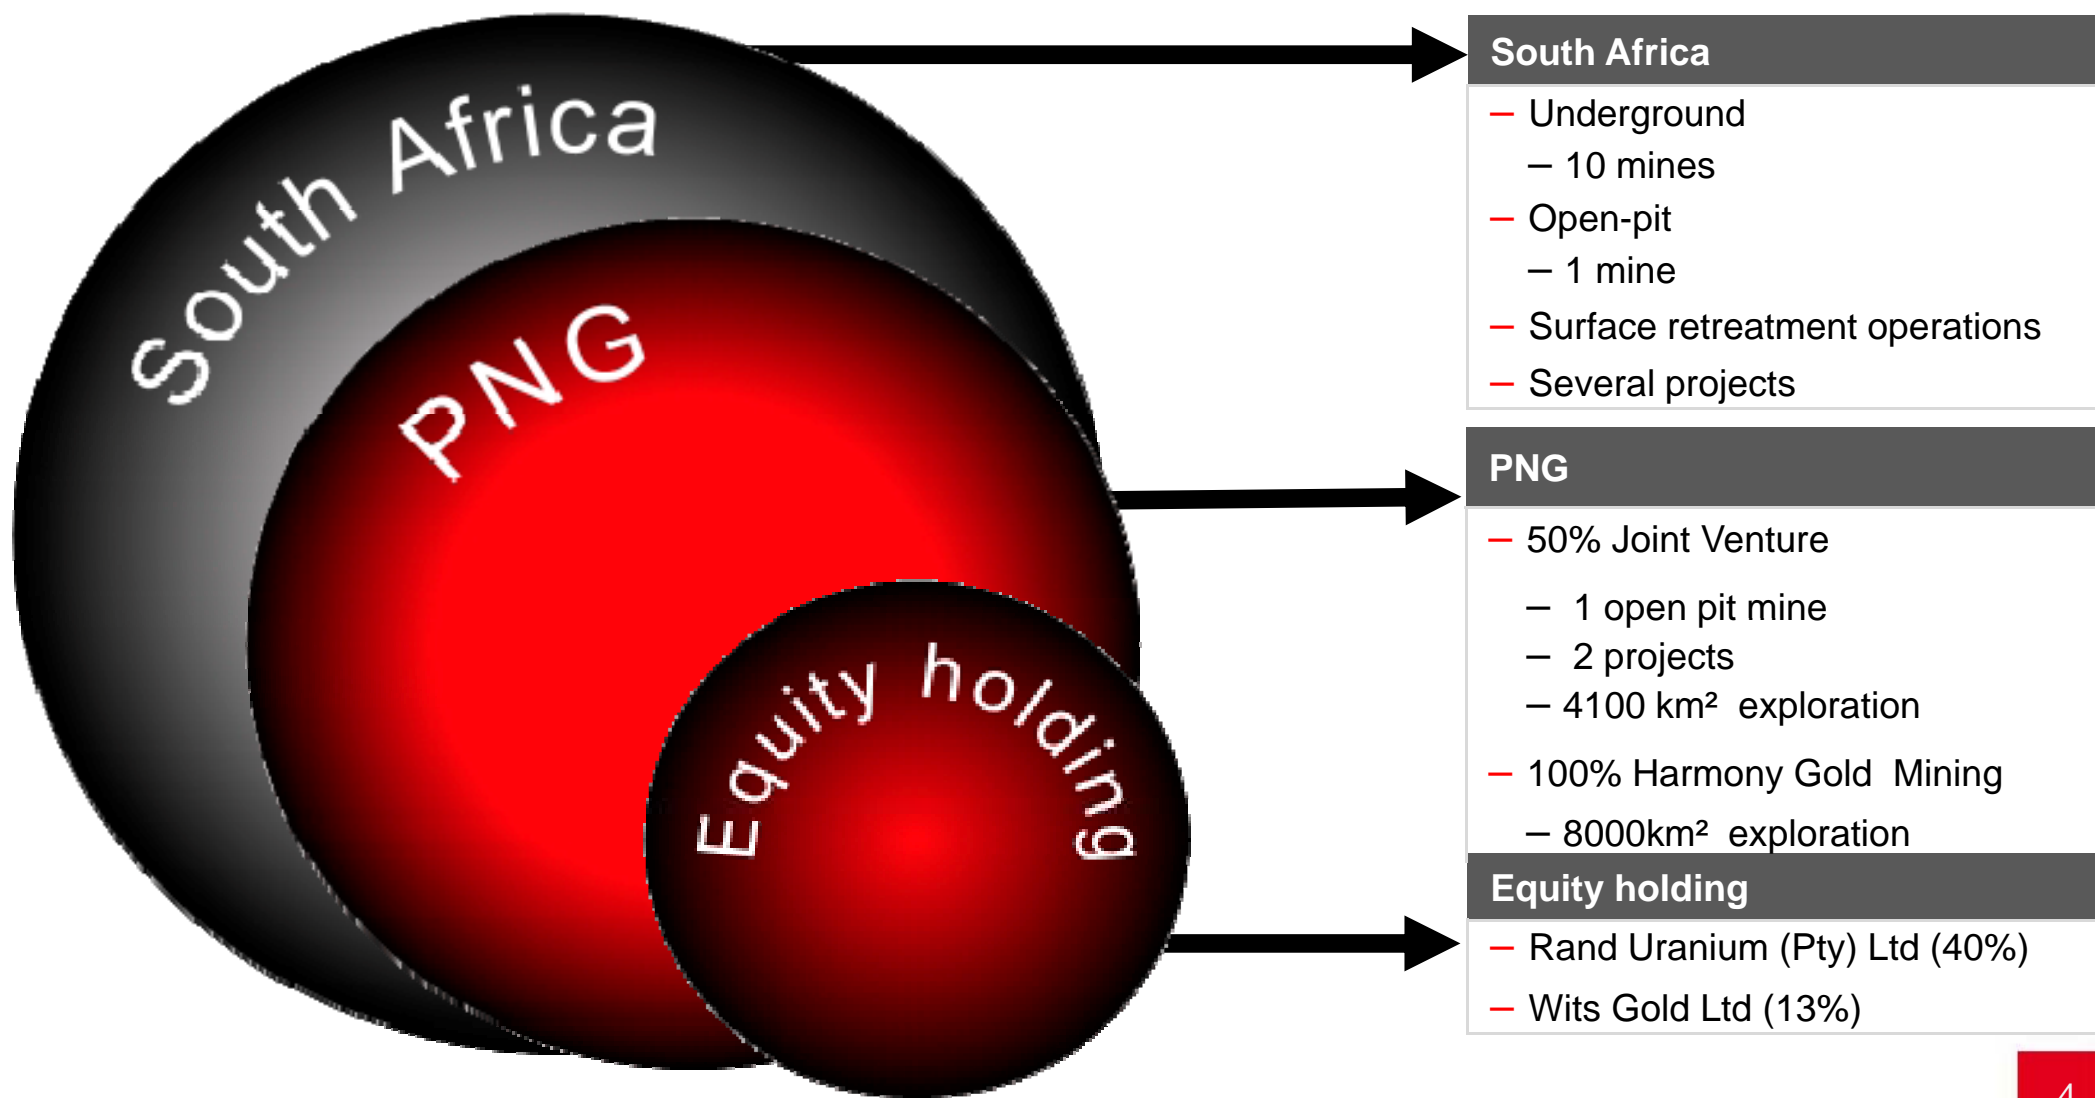 South Africa
PNG
Equity holding
South Africa
– Underground
– 10 mines
– Open-pit
– 1 mine
– Surface retreatment operations
– Several projects
PNG
– 50% Joint Venture
– 1 open pit mine
– 2 projects
– 4100 km² exploration
– 100% Harmony Gold Mining
– 8000km² exploration
Equity holding
– Rand Uranium (Pty) Ltd (40%)
– Wits Gold Ltd (13%)
4